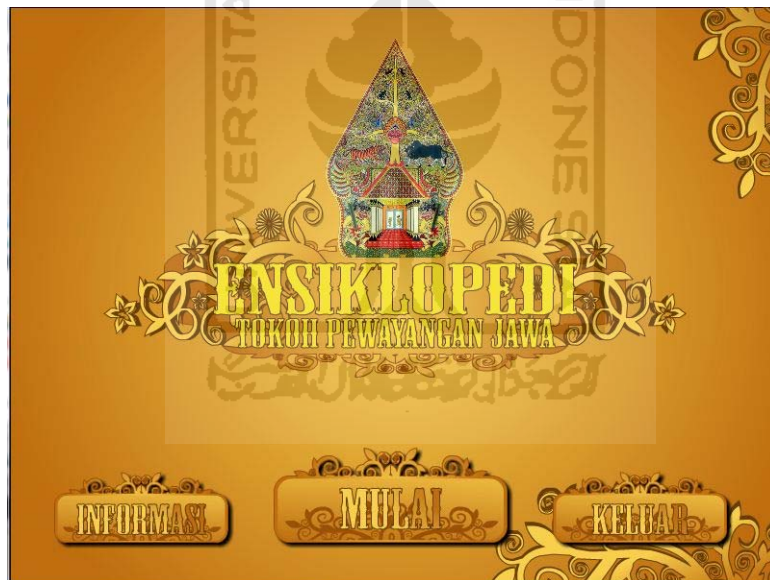 ENSIKLOPEDI
TOKOH PEWAYANGAN JAWA
INFORMASI
MULAI
KELUAR